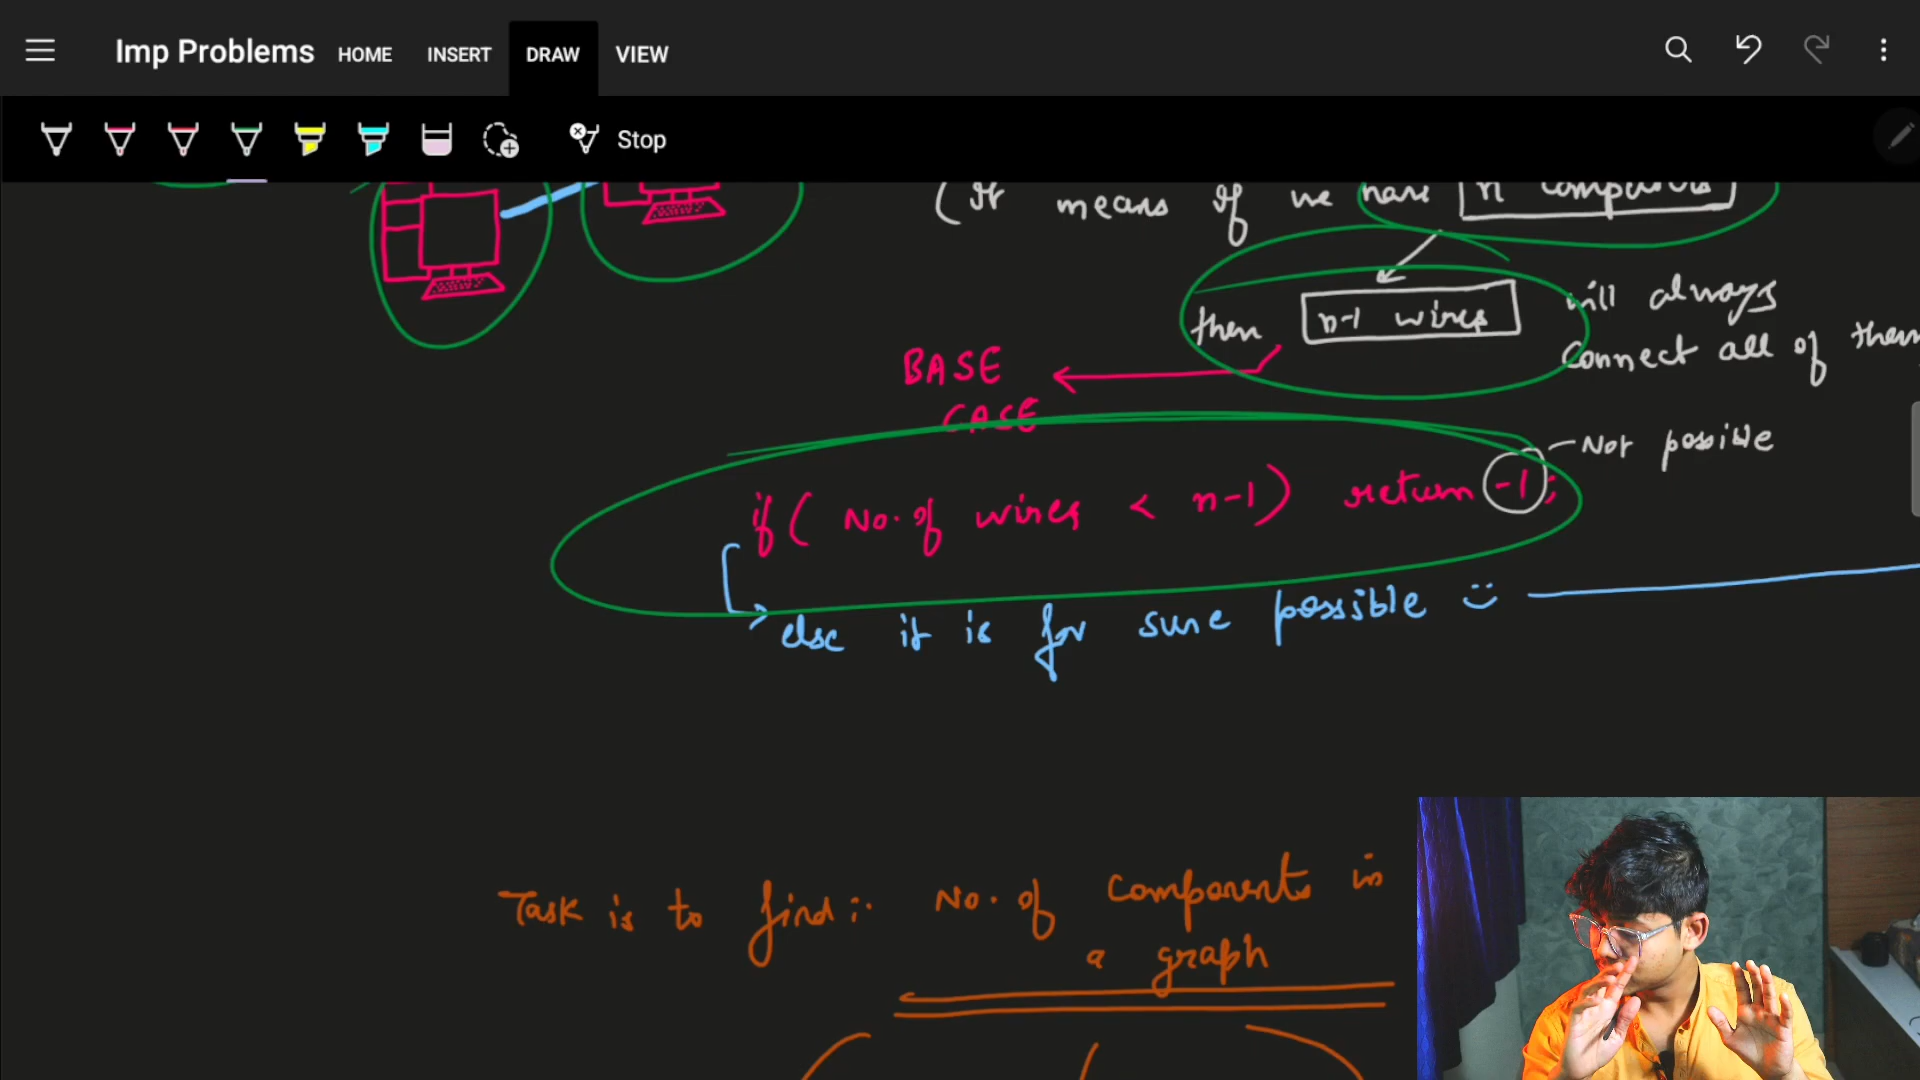 Imp Problems HOME INSERT DRAW VIEW
Stop
(It means if we have n computers
then n-1 wires will always
connect all of them
BASE
CASE
Not possible
if( No. of wires < n-1) return -1;
else it is for sure possible
Task is to find:- No. of Components in
a graph